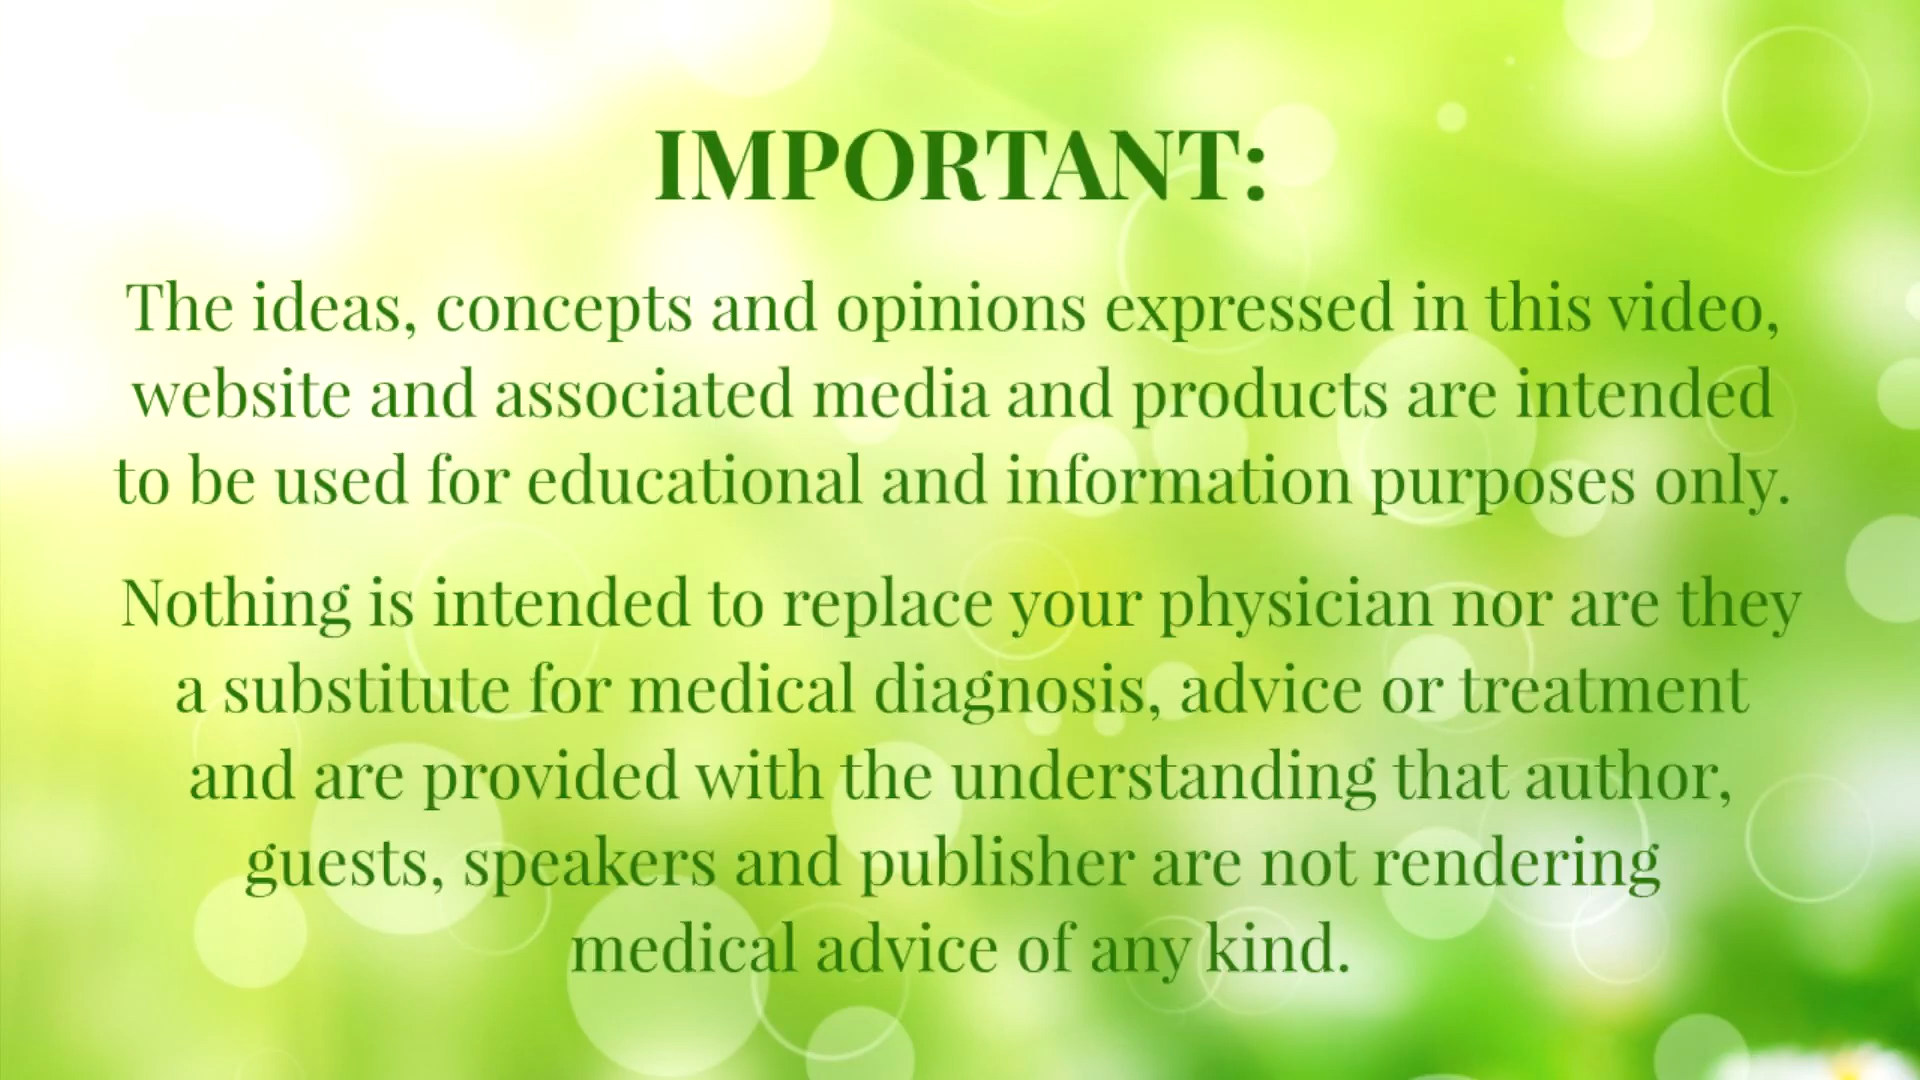 IMPORTANT:
The ideas, concepts and opinions expressed in this video,
website and associated media and products are intended
to be used for educational and information purposes only.
Nothing is intended to replace your physician nor are they
a substitute for medical diagnosis, advice or treatment
and are provided with the understanding that author,
guests, speakers and publisher are not rendering
medical advice of any kind.